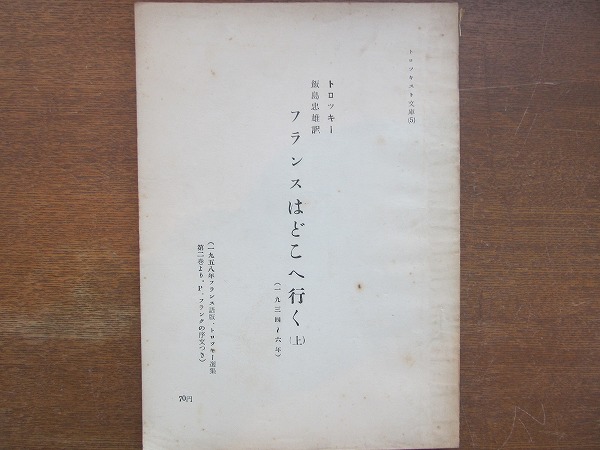 トロツキスト文庫(5)
トロツキー
飯島忠雄訳
フランスはどこへ行く(上)
(一九三四〜六年)
(一九五八年フランス語版、トロツキー選集
第二巻より、P、フランクの序文つき)
70円